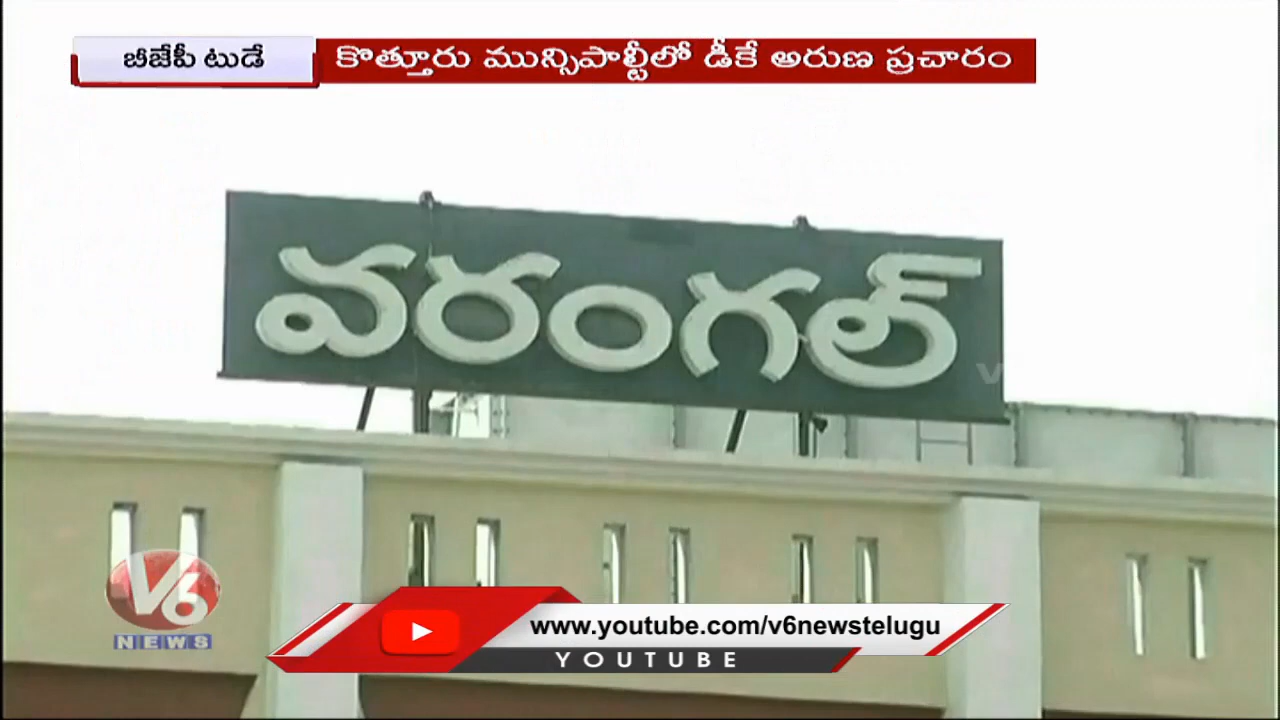 బీజేపీ టుడే
కొత్తూరు మున్సిపాల్టీలో డీకే అరుణ ప్రచారం
వరంగల్
V6
NEWS
www.youtube.com/v6newstelugu
YOUTUBE